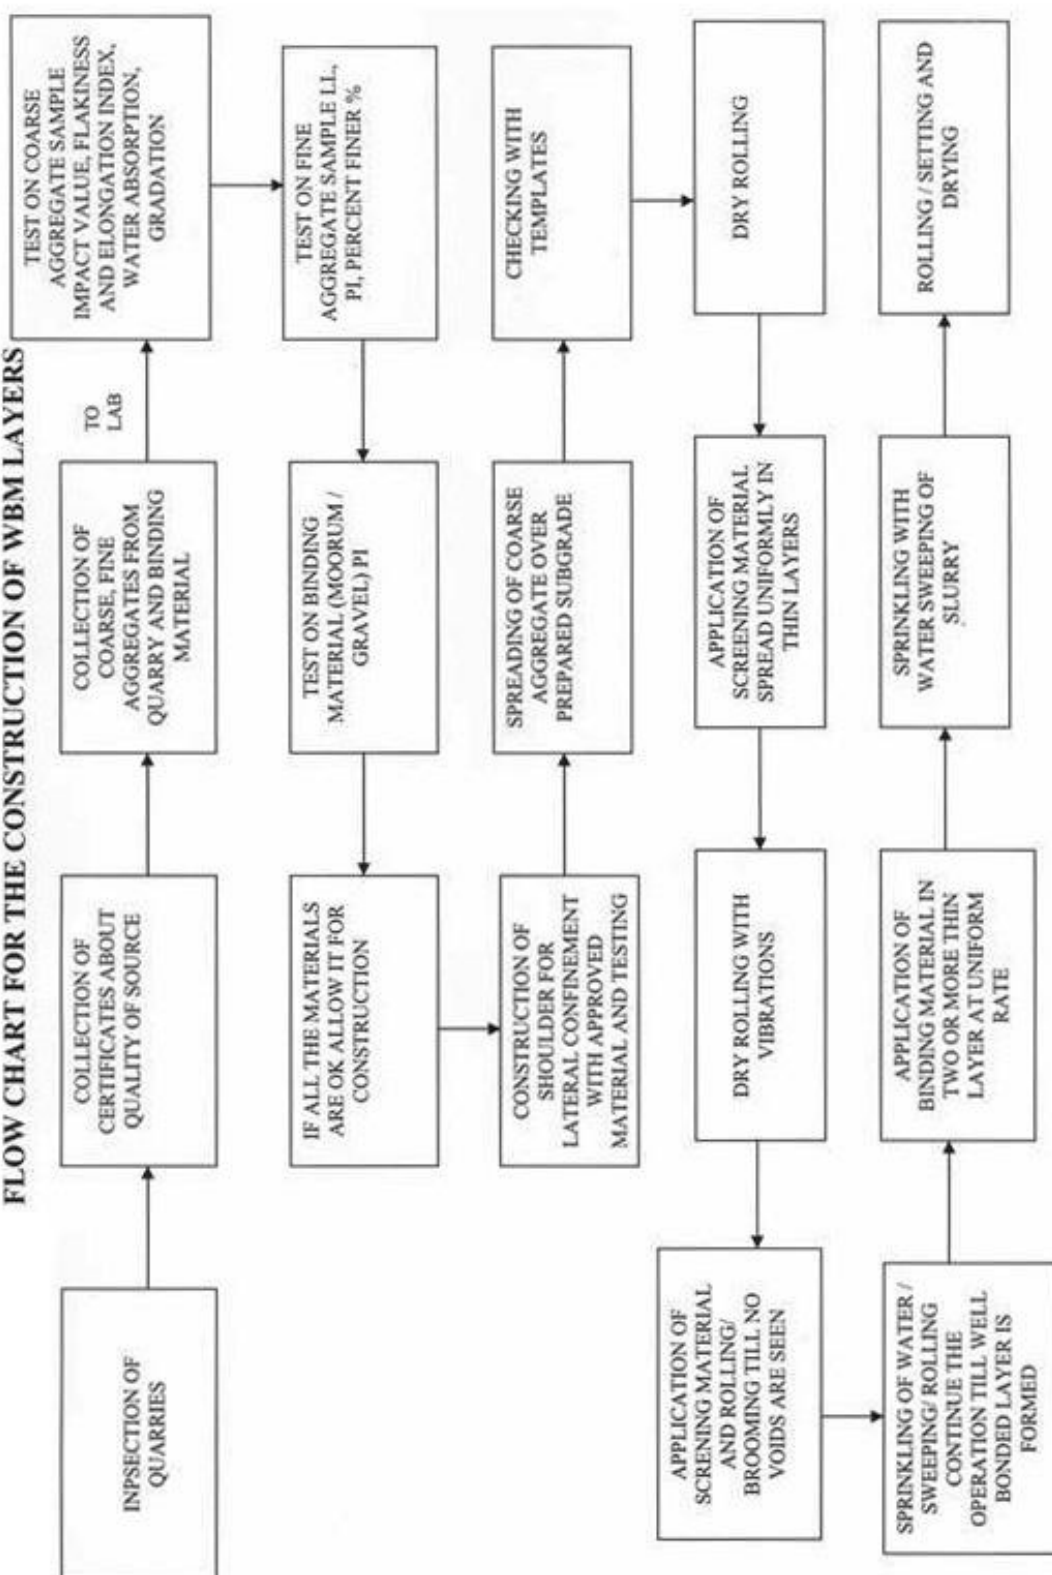 FLOW CHART FOR THE CONSTRUCTION OF WBM LAYERS
INPSECTION OF
QUARRIES
COLLECTION OF
CERTIFICATES ABOUT
QUALITY OF SOURCE
COLLECTION OF
COARSE, FINE
AGGREGATES FROM
QUARRY AND BINDING
MATERIAL
TO
LAB
TEST ON COARSE
AGGREGATE SAMPLE
IMPACT VALUE, FLAKINESS
AND ELONGATION INDEX,
WATER ABSORPTION,
GRADATION
TEST ON FINE
AGGREGATE SAMPLE LL,
PI, PERCENT FINER %
TEST ON BINDING
MATERIAL (MOORUM /
GRAVEL) PI
IF ALL THE MATERIALS
ARE OK ALLOW IT FOR
CONSTRUCTION
CONSTRUCTION OF
SHOULDER FOR
LATERAL CONFINEMENT
WITH APPROVED
MATERIAL AND TESTING
SPREADING OF COARSE
AGGREGATE OVER
PREPARED SUBGRADE
CHECKING WITH
TEMPLATES
DRY ROLLING
APPLICATION OF
SCREENING MATERIAL
SPREAD UNIFORMLY IN
THIN LAYERS
DRY ROLLING WITH
VIBRATIONS
APPLICATION OF
SCRENING MATERIAL
AND ROLLING/
BROOMING TILL NO
VOIDS ARE SEEN
SPRINKLING OF WATER /
SWEEPING/ ROLLING
CONTINUE THE
OPERATION TILL WELL
BONDED LAYER IS
FORMED
APPLICATION OF
BINDING MATERIAL IN
TWO OR MORE THIN
LAYER AT UNIFORM
RATE
SPRINKLING WITH
WATER SWEEPING OF
SLURRY
ROLLING / SETTING AND
DRYING